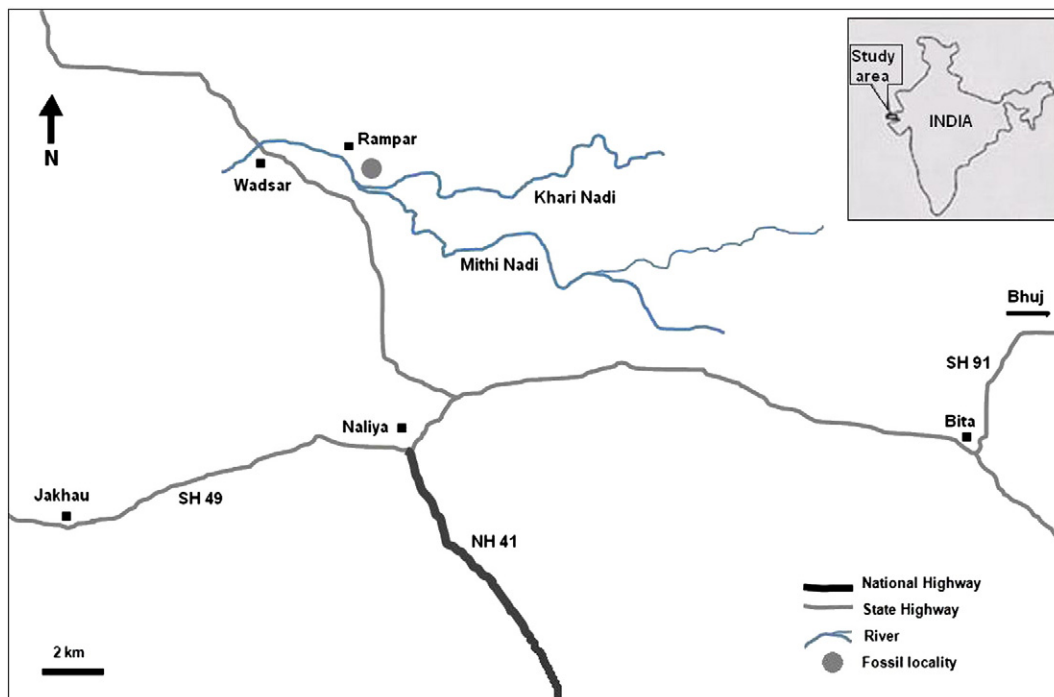 Study
area
INDIA
N
Rampar
Wadsar
Khari Nadi
Mithi Nadi
Bhuj
SH 91
Naliya
Bita
Jakhau
SH 49
NH 41
National Highway
State Highway
River
Fossil locality
2 km